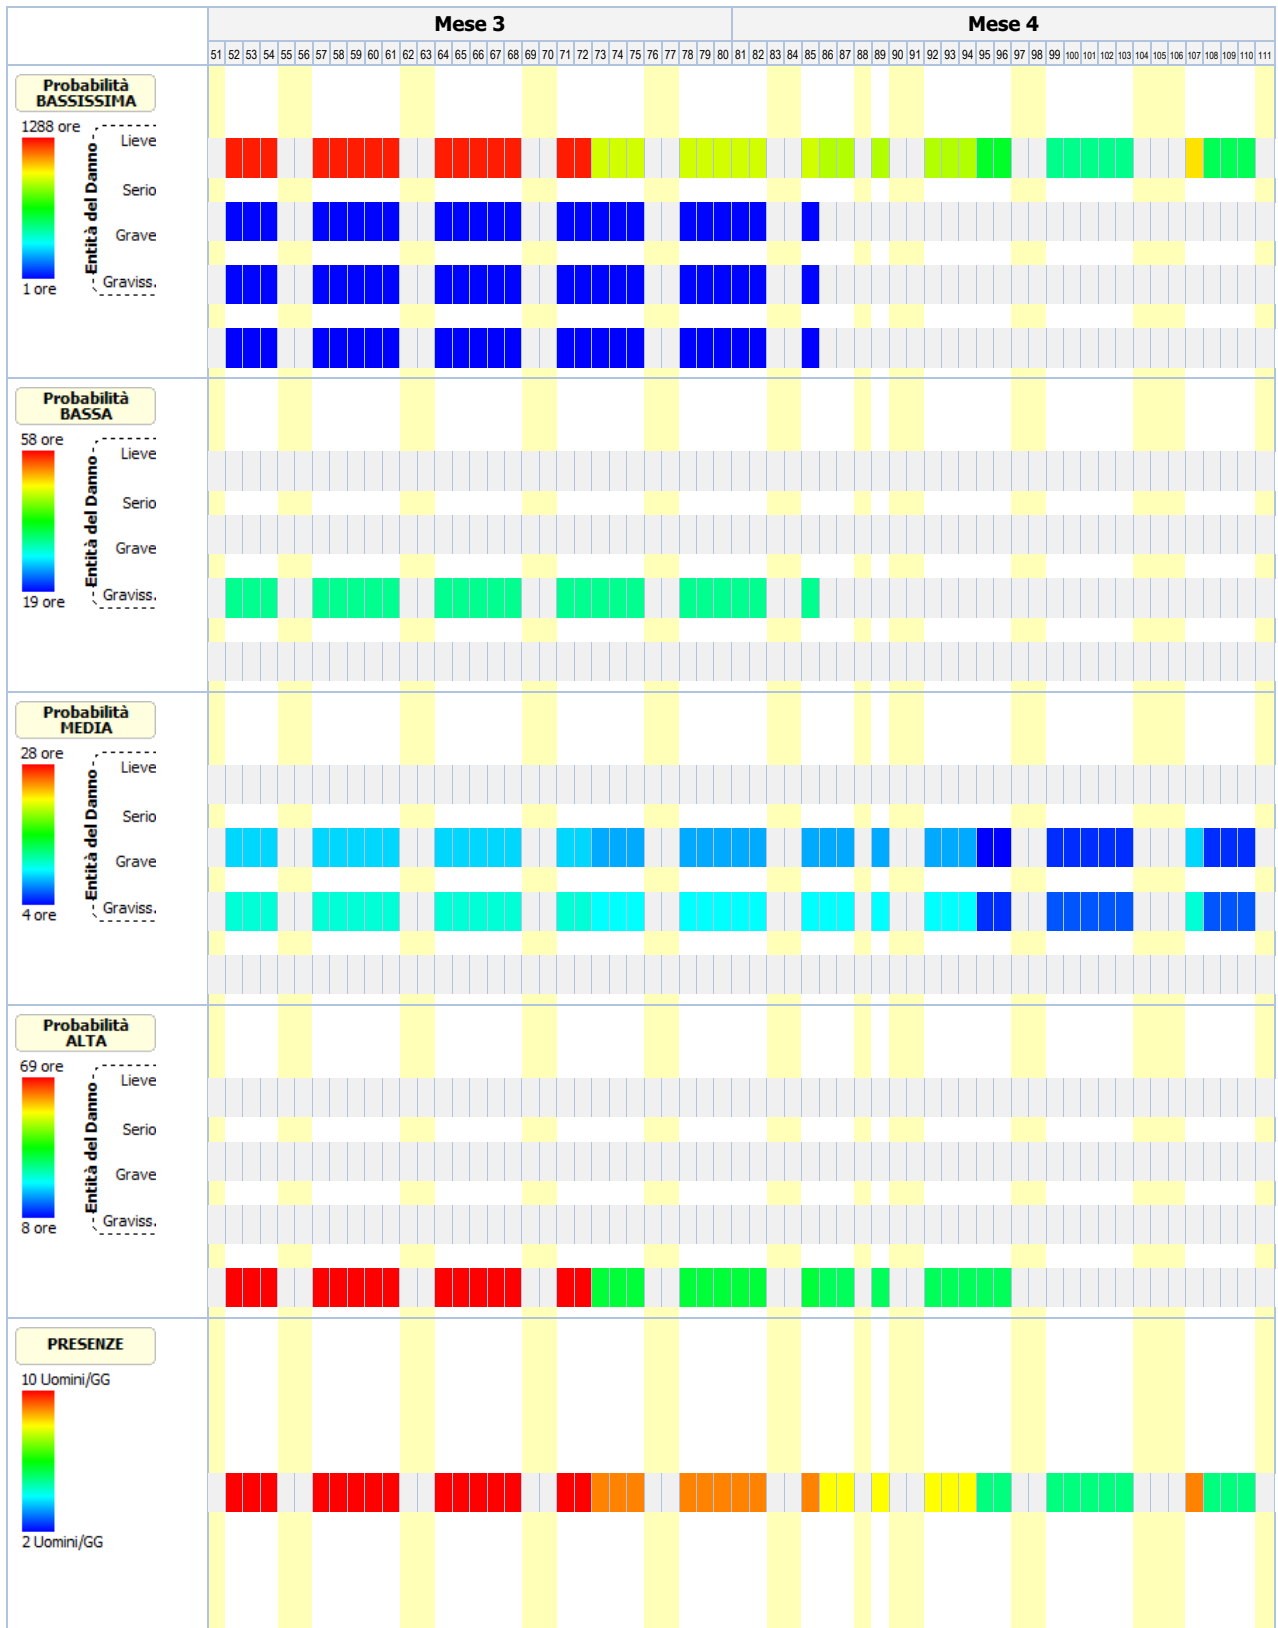 Mese 3 Mese 4
51 52 53 54 55 56 57 58 59 60 61 62 63 64 65 66 67 68 69 70 71 72 73 74 75 76 77 78 79 80 81 82 83 84 85 86 87 88 89 90 91 92 93 94 95 96 97 98 99 100 101 102 103 104 105 106 107 108 109 110 111
Probabilità
BASSISSIMA
1288 ore
Lieve
Serio
Entità del Danno
Grave
Graviss.
1 ore
Probabilità
BASSA
58 ore
Lieve
Serio
Entità del Danno
Grave
Graviss.
19 ore
Probabilità
MEDIA
28 ore
Lieve
Serio
Entità del Danno
Grave
Graviss.
4 ore
Probabilità
ALTA
69 ore
Lieve
Serio
Entità del Danno
Grave
Graviss.
8 ore
PRESENZE
10 Uomini/GG
2 Uomini/GG